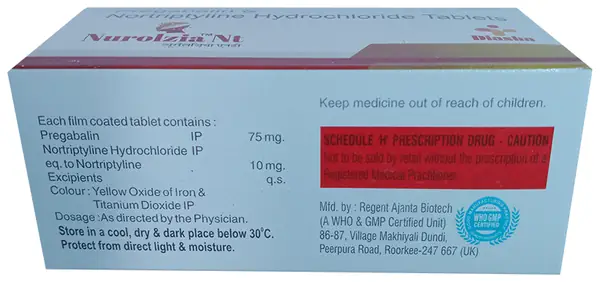 Pregabalin &
Nortriptyline Hydrochloride Tablets
Nurolzia™ Nt
Diasha
Keep medicine out of reach of children.
Each film coated tablet contains :
Pregabalin IP 75 mg.
Nortriptyline Hydrochloride IP
eq. to Nortriptyline 10 mg.
Excipients q.s.
Colour : Yellow Oxide of Iron &
Titanium Dioxide IP
Dosage : As directed by the Physician.
Store in a cool, dry & dark place below 30°C.
Protect from direct light & moisture.
SCHEDULE 'H' PRESCRIPTION DRUG - CAUTION
Not to be sold by retail without the prescription of a
Registered Medical Practitioner.
Mfd. by : Regent Ajanta Biotech
(A WHO & GMP Certified Unit)
86-87, Village Makhiyali Dundi,
Peerpura Road, Roorkee-247 667 (UK)
WHO GMP
CERTIFIED